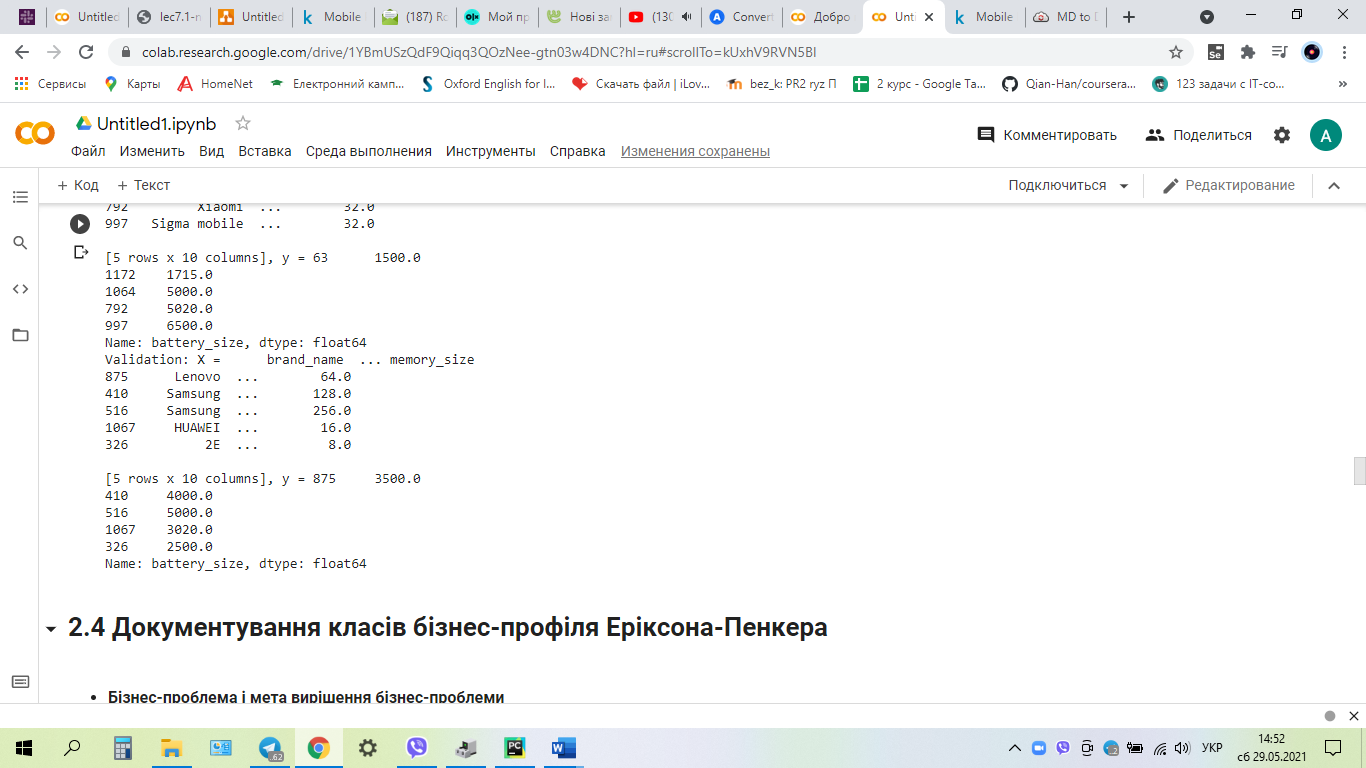 Untitled
lec7.1-n
Untitled
Mobile
(187) Ro
Мой пр
Нові за
(130
Convert
Добро
Unti
Mobile
MD to D
colab.research.google.com/drive/1YBmUSzQdF9Qiqq3QOzNee-gtn03w4DNC?hl=ru#scrollTo=kUxhV9RVN5BI
Сервисы
Карты
HomeNet
Електронний камп...
Oxford English for I...
Скачать файл | iLov...
bez_k: PR2 ryz П
2 курс - Google Та...
Qian-Han/coursera...
123 задачи с IT-со...
»
Untitled1.ipynb
Комментировать
Поделиться
A
Файл Изменить Вид Вставка Среда выполнения Инструменты Справка Изменения сохранены
+ Код + Текст
Подключиться
Редактирование
792 Xiaomi ... 32.0
997 Sigma mobile ... 32.0
[5 rows x 10 columns], y = 63 1500.0
1172 1715.0
1064 5000.0
792 5020.0
997 6500.0
Name: battery_size, dtype: float64
Validation: X = brand_name ... memory_size
875 Lenovo ... 64.0
410 Samsung ... 128.0
516 Samsung ... 256.0
1067 HUAWEI ... 16.0
326 2E ... 8.0
[5 rows x 10 columns], y = 875 3500.0
410 4000.0
516 5000.0
1067 3020.0
326 2500.0
Name: battery_size, dtype: float64
2.4 Документування класів бізнес-профіля Еріксона-Пенкера
• Бізнес-проблема і мета вирішення бізнес-проблеми
УКР
14:52
сб 29.05.2021